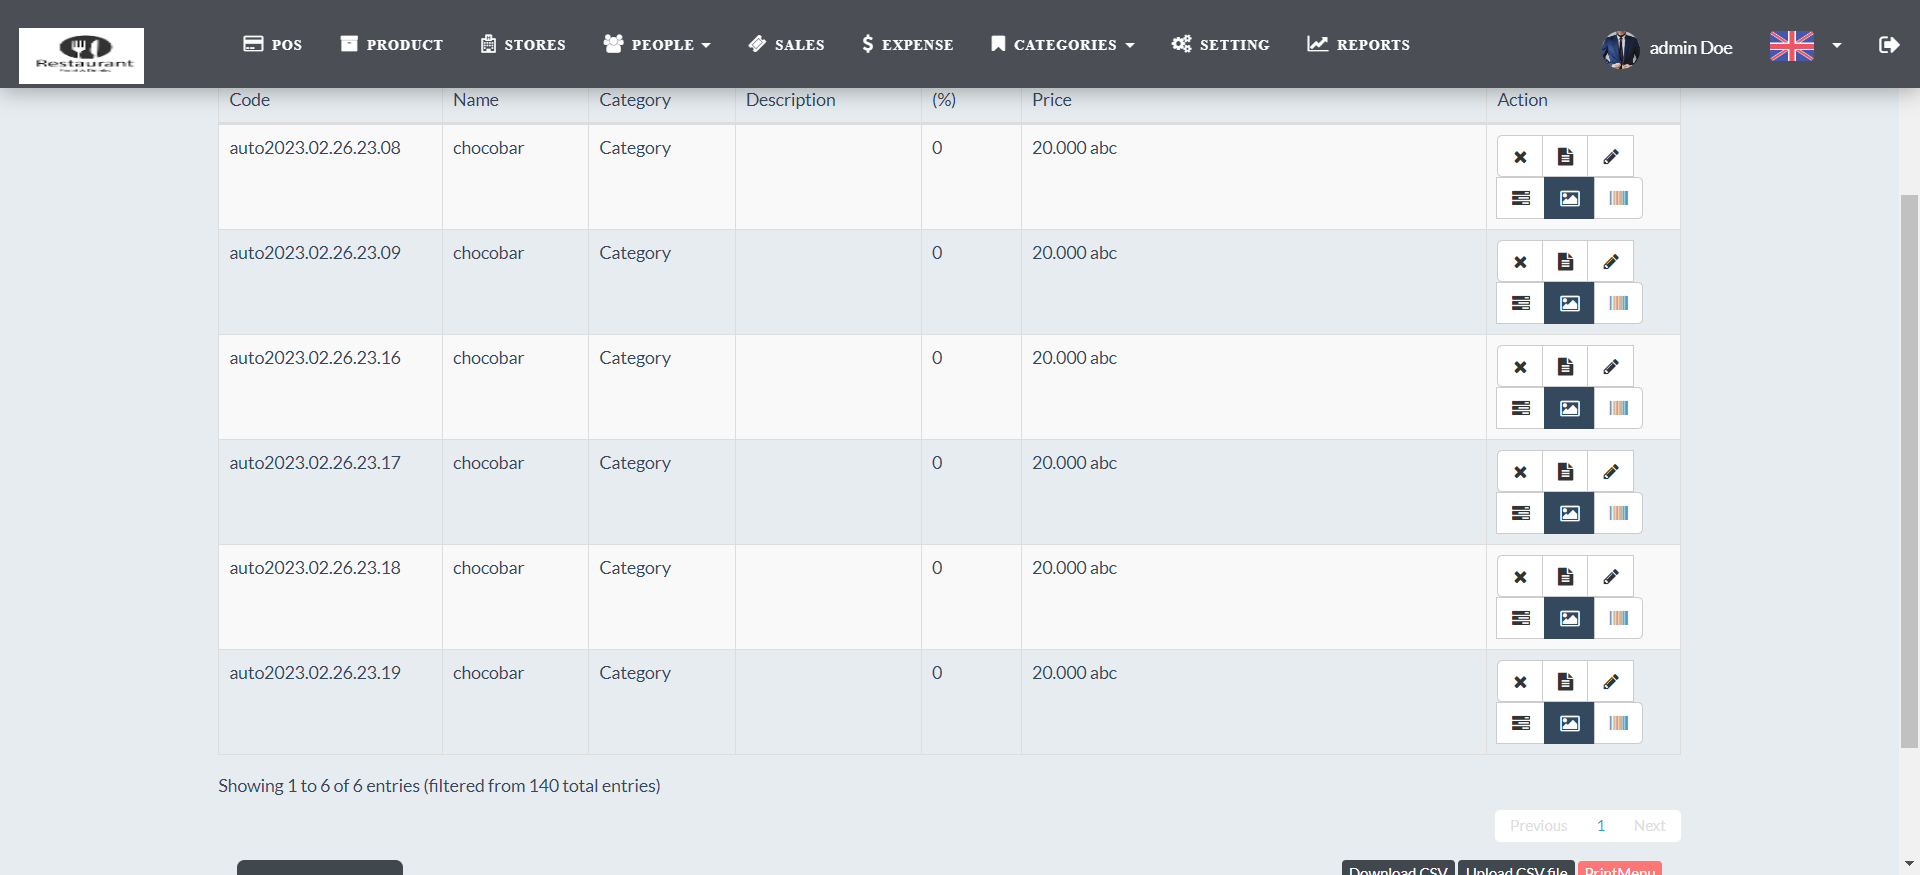 Restaurant
POS
PRODUCT
STORES
PEOPLE
SALES
EXPENSE
CATEGORIES
SETTING
REPORTS
admin Doe
Code Name Category Description (%) Price Action
auto2023.02.26.23.08 chocobar Category 0 20.000 abc
auto2023.02.26.23.09 chocobar Category 0 20.000 abc
auto2023.02.26.23.16 chocobar Category 0 20.000 abc
auto2023.02.26.23.17 chocobar Category 0 20.000 abc
auto2023.02.26.23.18 chocobar Category 0 20.000 abc
auto2023.02.26.23.19 chocobar Category 0 20.000 abc
Showing 1 to 6 of 6 entries (filtered from 140 total entries)
Previous 1 Next
Download CSV Upload CSV file PrintMenu